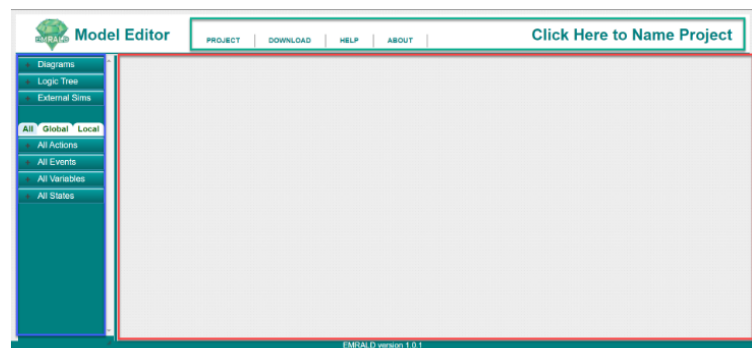 EMRALD Model Editor
PROJECT DOWNLOAD HELP ABOUT
Click Here to Name Project
Diagrams
Logic Tree
External Sims
All Global Local
All Actions
All Events
All Variables
All States
EMRALD version 1.0.1